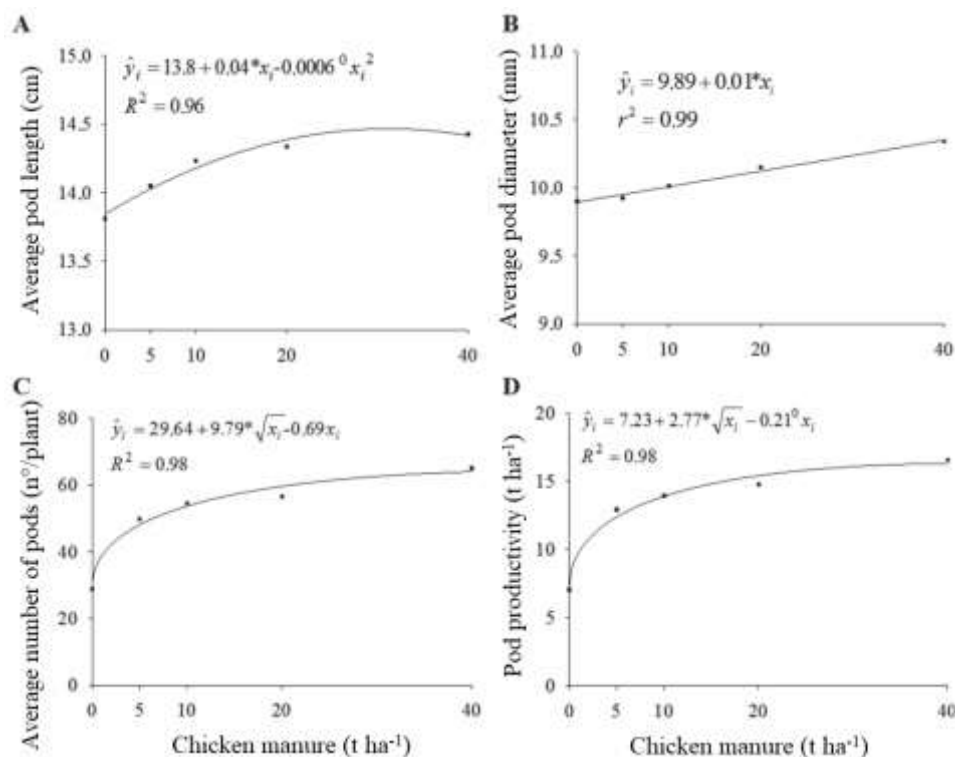 A
Average pod length (cm)
15.0
14.5
14.0
13.5
13.0
ŷᵢ = 13.8 + 0.04*xᵢ-0.0006⁰xᵢ²
R² = 0.96
0 5 10 20 40
B
Average pod diameter (mm)
11.0
10.5
10.0
9.5
9.0
ŷᵢ = 9.89 + 0.01*xᵢ
r² = 0.99
0 5 10 20 40
C
Average number of pods (n°/plant)
80
60
40
20
0
ŷᵢ = 29.64 + 9.79*√xᵢ-0.69xᵢ
R² = 0.98
0 5 10 20 40
Chicken manure (t ha⁻¹)
D
Pod productivity (t ha⁻¹)
20
15
10
5
0
ŷᵢ = 7.23 + 2.77*√xᵢ − 0.21⁰xᵢ
R² = 0.98
0 5 10 20 40
Chicken manure (t ha⁻¹)